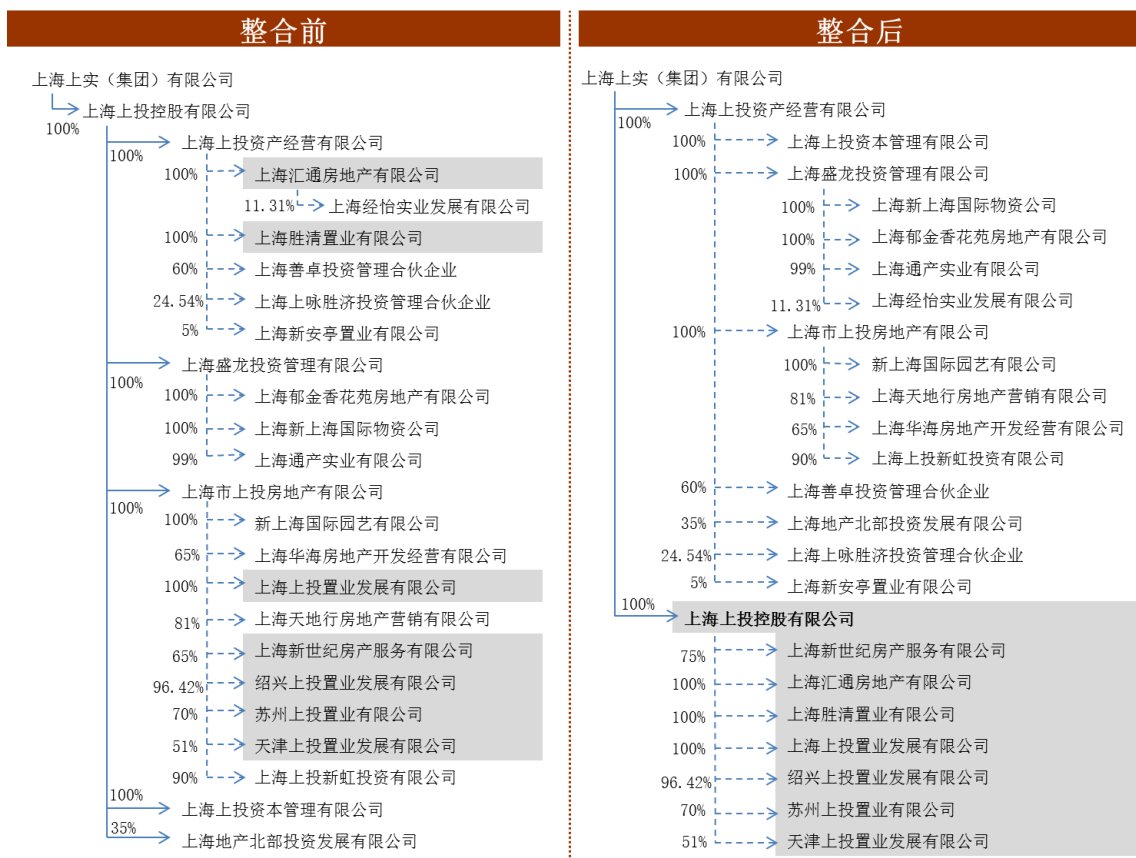 整合前
上海上实（集团）有限公司
上海上投控股有限公司
100%
上海上投资产经营有限公司
100%
100%
上海汇通房地产有限公司
11.31%
上海经怡实业发展有限公司
100%
上海胜清置业有限公司
60%
上海善卓投资管理合伙企业
24.54%
上海上咏胜济投资管理合伙企业
5%
上海新安亭置业有限公司
上海盛龙投资管理有限公司
100%
100%
上海郁金香花苑房地产有限公司
100%
上海新上海国际物资公司
99%
上海通产实业有限公司
上海市上投房地产有限公司
100%
100%
新上海国际园艺有限公司
65%
上海华海房地产开发经营有限公司
100%
上海上投置业发展有限公司
81%
上海天地行房地产营销有限公司
65%
上海新世纪房产服务有限公司
96.42%
绍兴上投置业发展有限公司
70%
苏州上投置业有限公司
51%
天津上投置业发展有限公司
90%
上海上投新虹投资有限公司
100%
上海上投资本管理有限公司
35%
上海地产北部投资发展有限公司
整合后
上海上实（集团）有限公司
上海上投资产经营有限公司
100%
100%
上海上投资本管理有限公司
100%
上海盛龙投资管理有限公司
100%
上海新上海国际物资公司
100%
上海郁金香花苑房地产有限公司
99%
上海通产实业有限公司
11.31%
上海经怡实业发展有限公司
100%
上海市上投房地产有限公司
100%
新上海国际园艺有限公司
81%
上海天地行房地产营销有限公司
65%
上海华海房地产开发经营有限公司
90%
上海上投新虹投资有限公司
60%
上海善卓投资管理合伙企业
35%
上海地产北部投资发展有限公司
24.54%
上海上咏胜济投资管理合伙企业
5%
上海新安亭置业有限公司
100%
上海上投控股有限公司
75%
上海新世纪房产服务有限公司
100%
上海汇通房地产有限公司
100%
上海胜清置业有限公司
100%
上海上投置业发展有限公司
96.42%
绍兴上投置业发展有限公司
70%
苏州上投置业有限公司
51%
天津上投置业发展有限公司